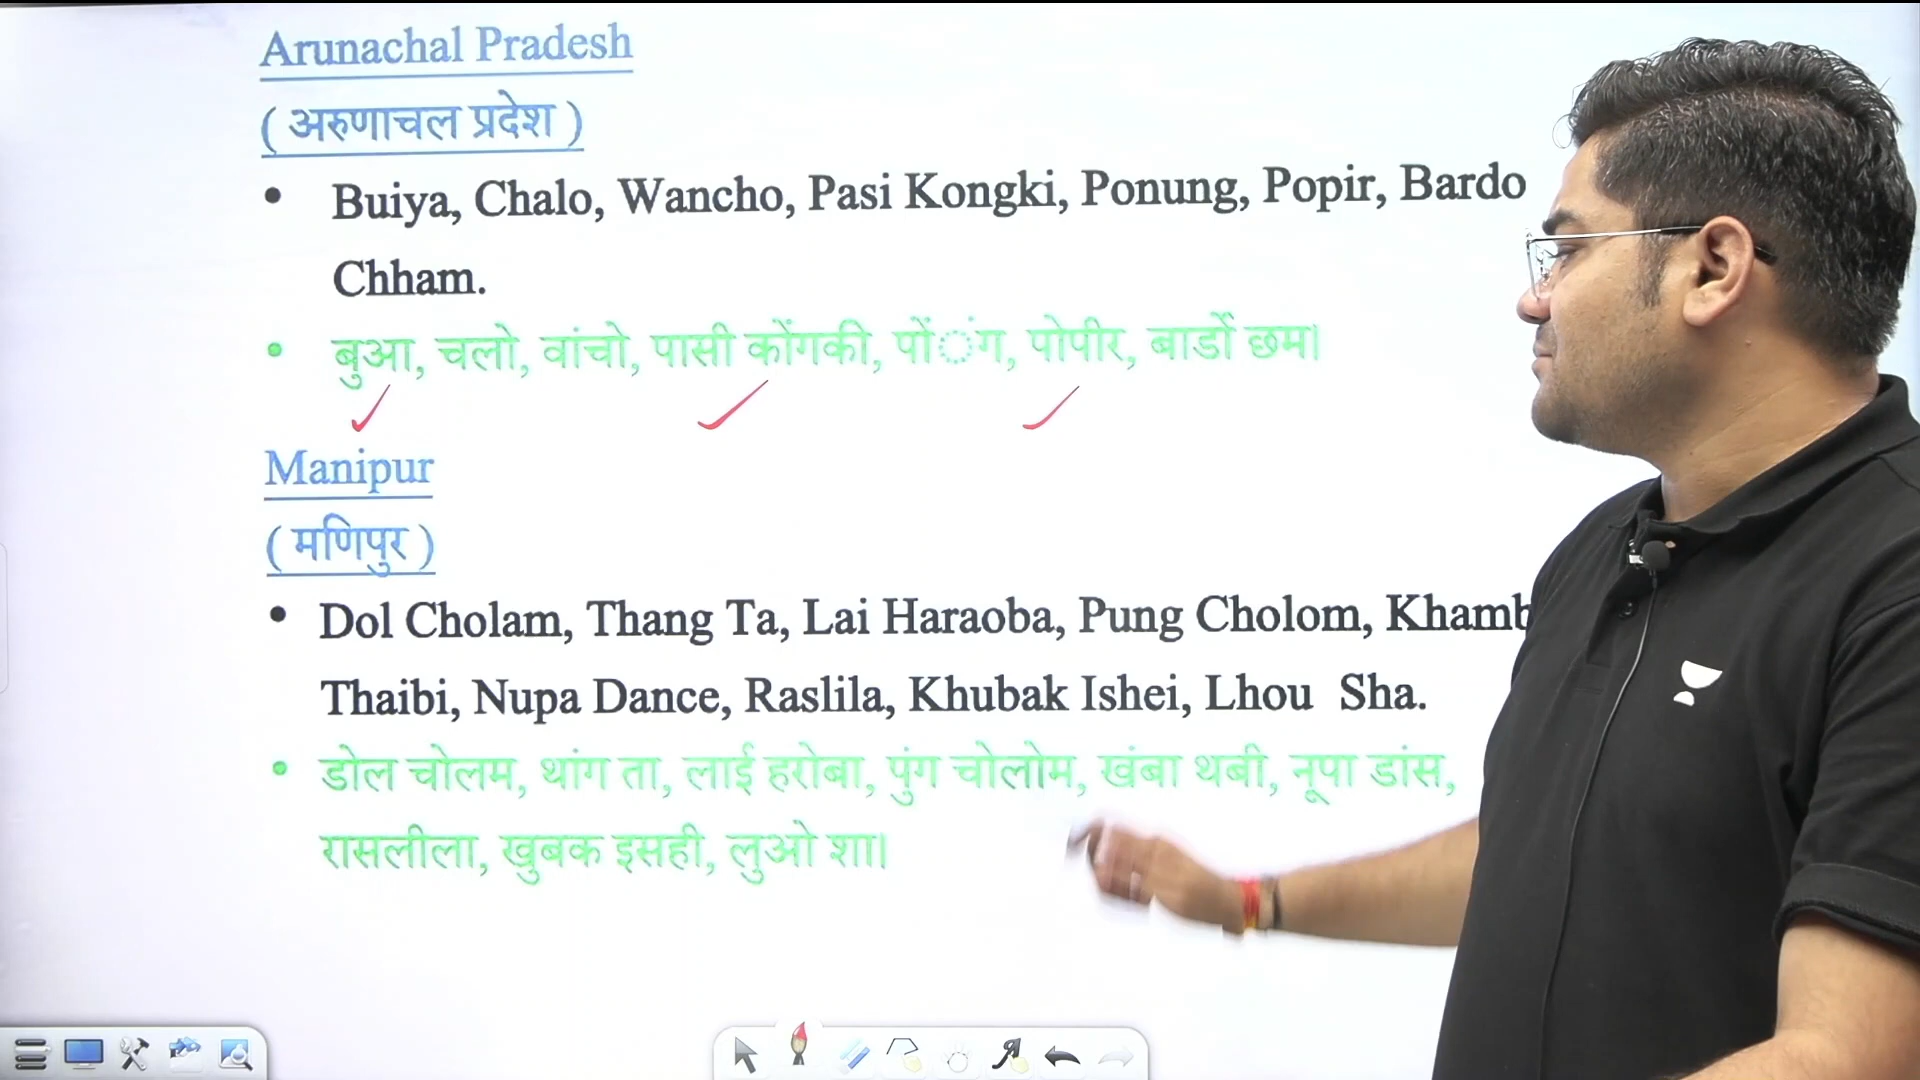 Arunachal Pradesh
( अरुणाचल प्रदेश )
• Buiya, Chalo, Wancho, Pasi Kongki, Ponung, Popir, Bardo
Chham.
• बुआ, चलो, वांचो, पासी कोंगकी, पोंंग, पोपीर, बार्डो छम।
Manipur
( मणिपुर )
• Dol Cholam, Thang Ta, Lai Haraoba, Pung Cholom,
Thaibi, Nupa Dance, Raslila, Khubak Ishei, Lhou Sha.
• डोल चोलम, थांग ता, लाई हरोबा, पुंग चोलोम, खंबा थबी, नूपा डांस,
रासलीला, खुबक इसही, लुओ शा।